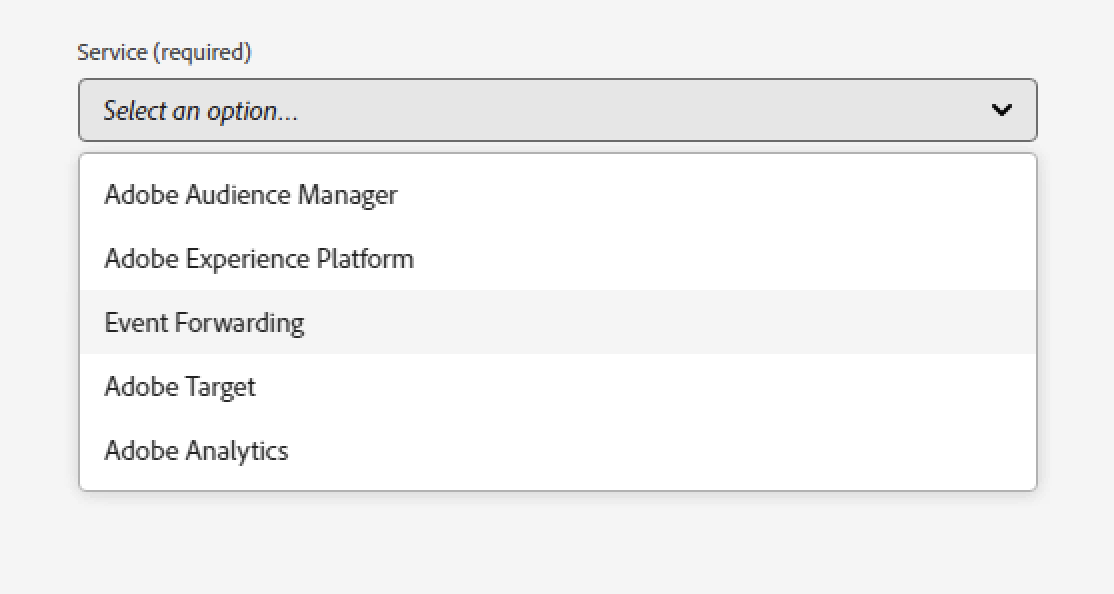 Service (required)
Select an option...
Adobe Audience Manager
Adobe Experience Platform
Event Forwarding
Adobe Target
Adobe Analytics